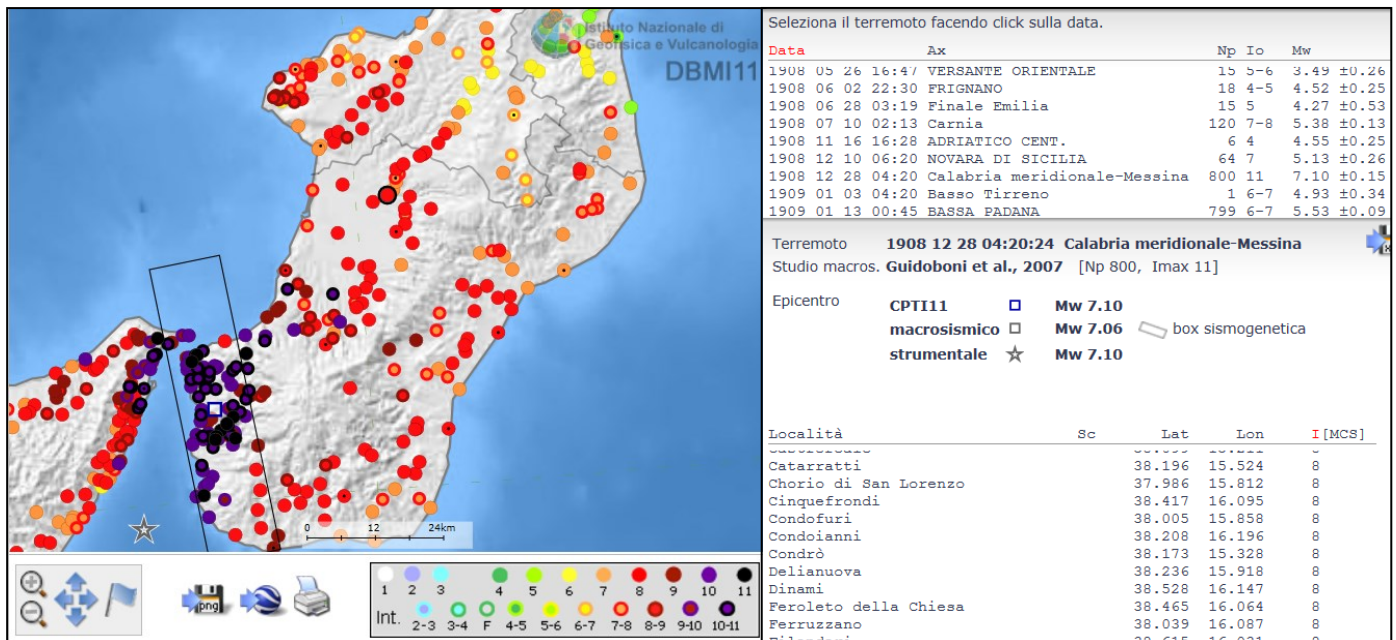 Istituto Nazionale di
Geofisica e Vulcanologia
DBMI11
0 12 24km
png
1 2 3 4 5 6 7 8 9 10 11
Int. 2-3 3-4 F 4-5 5-6 6-7 7-8 8-9 9-10 10-11
Seleziona il terremoto facendo click sulla data.
Data Ax Np Io Mw
1908 05 26 16:47 VERSANTE ORIENTALE 15 5-6 3.49 ±0.26
1908 06 02 22:30 FRIGNANO 18 4-5 4.52 ±0.25
1908 06 28 03:19 Finale Emilia 15 5 4.27 ±0.53
1908 07 10 02:13 Carnia 120 7-8 5.38 ±0.13
1908 11 16 16:28 ADRIATICO CENT. 6 4 4.55 ±0.25
1908 12 10 06:20 NOVARA DI SICILIA 64 7 5.13 ±0.26
1908 12 28 04:20 Calabria meridionale-Messina 800 11 7.10 ±0.15
1909 01 03 04:20 Basso Tirreno 1 6-7 4.93 ±0.34
1909 01 13 00:45 BASSA PADANA 799 6-7 5.53 ±0.09
Terremoto 1908 12 28 04:20:24 Calabria meridionale-Messina
Studio macros. Guidoboni et al., 2007 [Np 800, Imax 11]
Epicentro CPTI11 Mw 7.10
macrosismico Mw 7.06 box sismogenetica
strumentale Mw 7.10
Località Sc Lat Lon I[MCS]
Catarratti 38.196 15.524 8
Chorio di San Lorenzo 37.986 15.812 8
Cinquefrondi 38.417 16.095 8
Condofuri 38.005 15.858 8
Condoianni 38.208 16.196 8
Condrò 38.173 15.328 8
Delianuova 38.236 15.918 8
Dinami 38.528 16.147 8
Feroleto della Chiesa 38.465 16.064 8
Ferruzzano 38.039 16.087 8